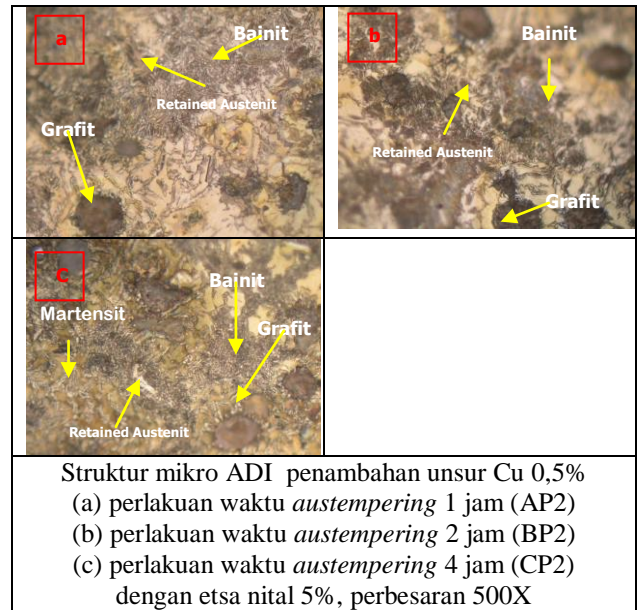 a
Bainit
Retained Austenit
Grafit
b
Bainit
Retained Austenit
Grafit
c
Bainit
Martensit
Grafit
Retained Austenit
Struktur mikro ADI penambahan unsur Cu 0,5%
(a) perlakuan waktu austempering 1 jam (AP2)
(b) perlakuan waktu austempering 2 jam (BP2)
(c) perlakuan waktu austempering 4 jam (CP2)
dengan etsa nital 5%, perbesaran 500X